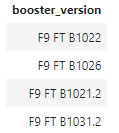 booster_version
F9 FT B1022
F9 FT B1026
F9 FT B1021.2
F9 FT B1031.2